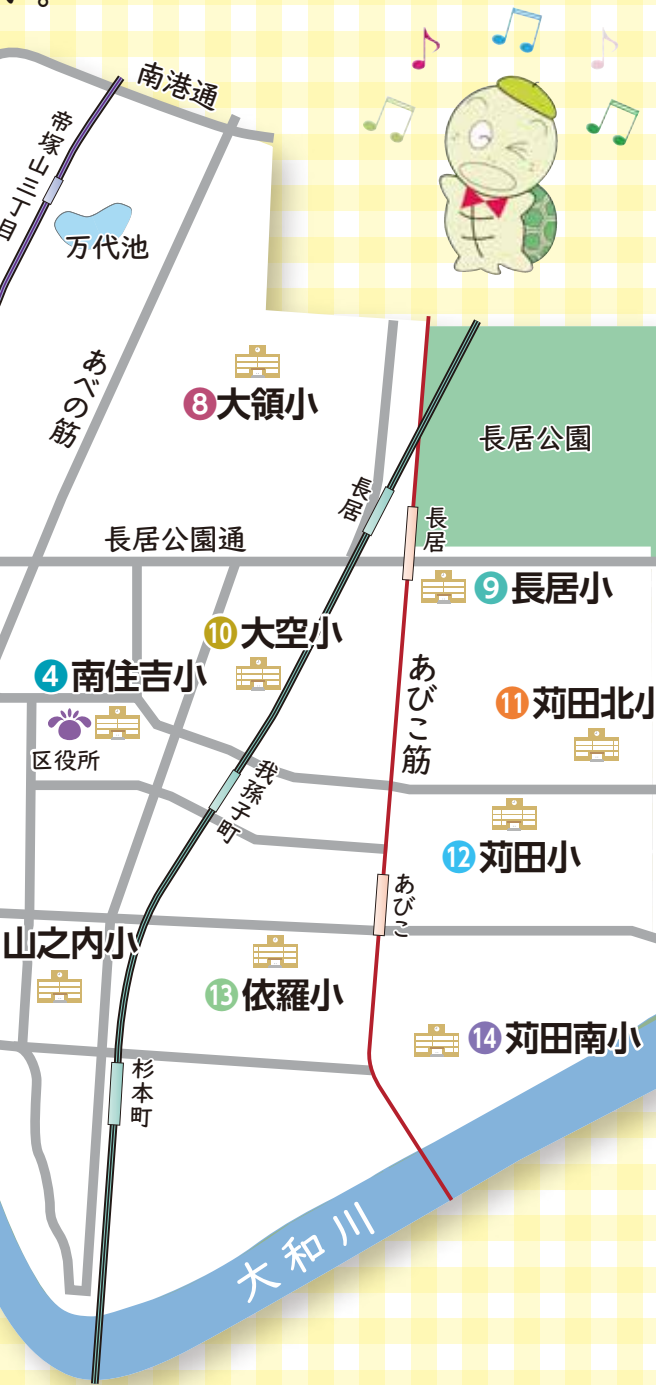 い。
南港通
帝塚山三丁目
万代池
あべの筋
⑧大領小
長居公園
長居
長居
長居公園通
⑨長居小
⑩大空小
④南住吉小
あびこ筋
⑪苅田北小
区役所
我孫子町
⑫苅田小
あびこ
山之内小
⑬依羅小
⑭苅田南小
杉本町
大和川